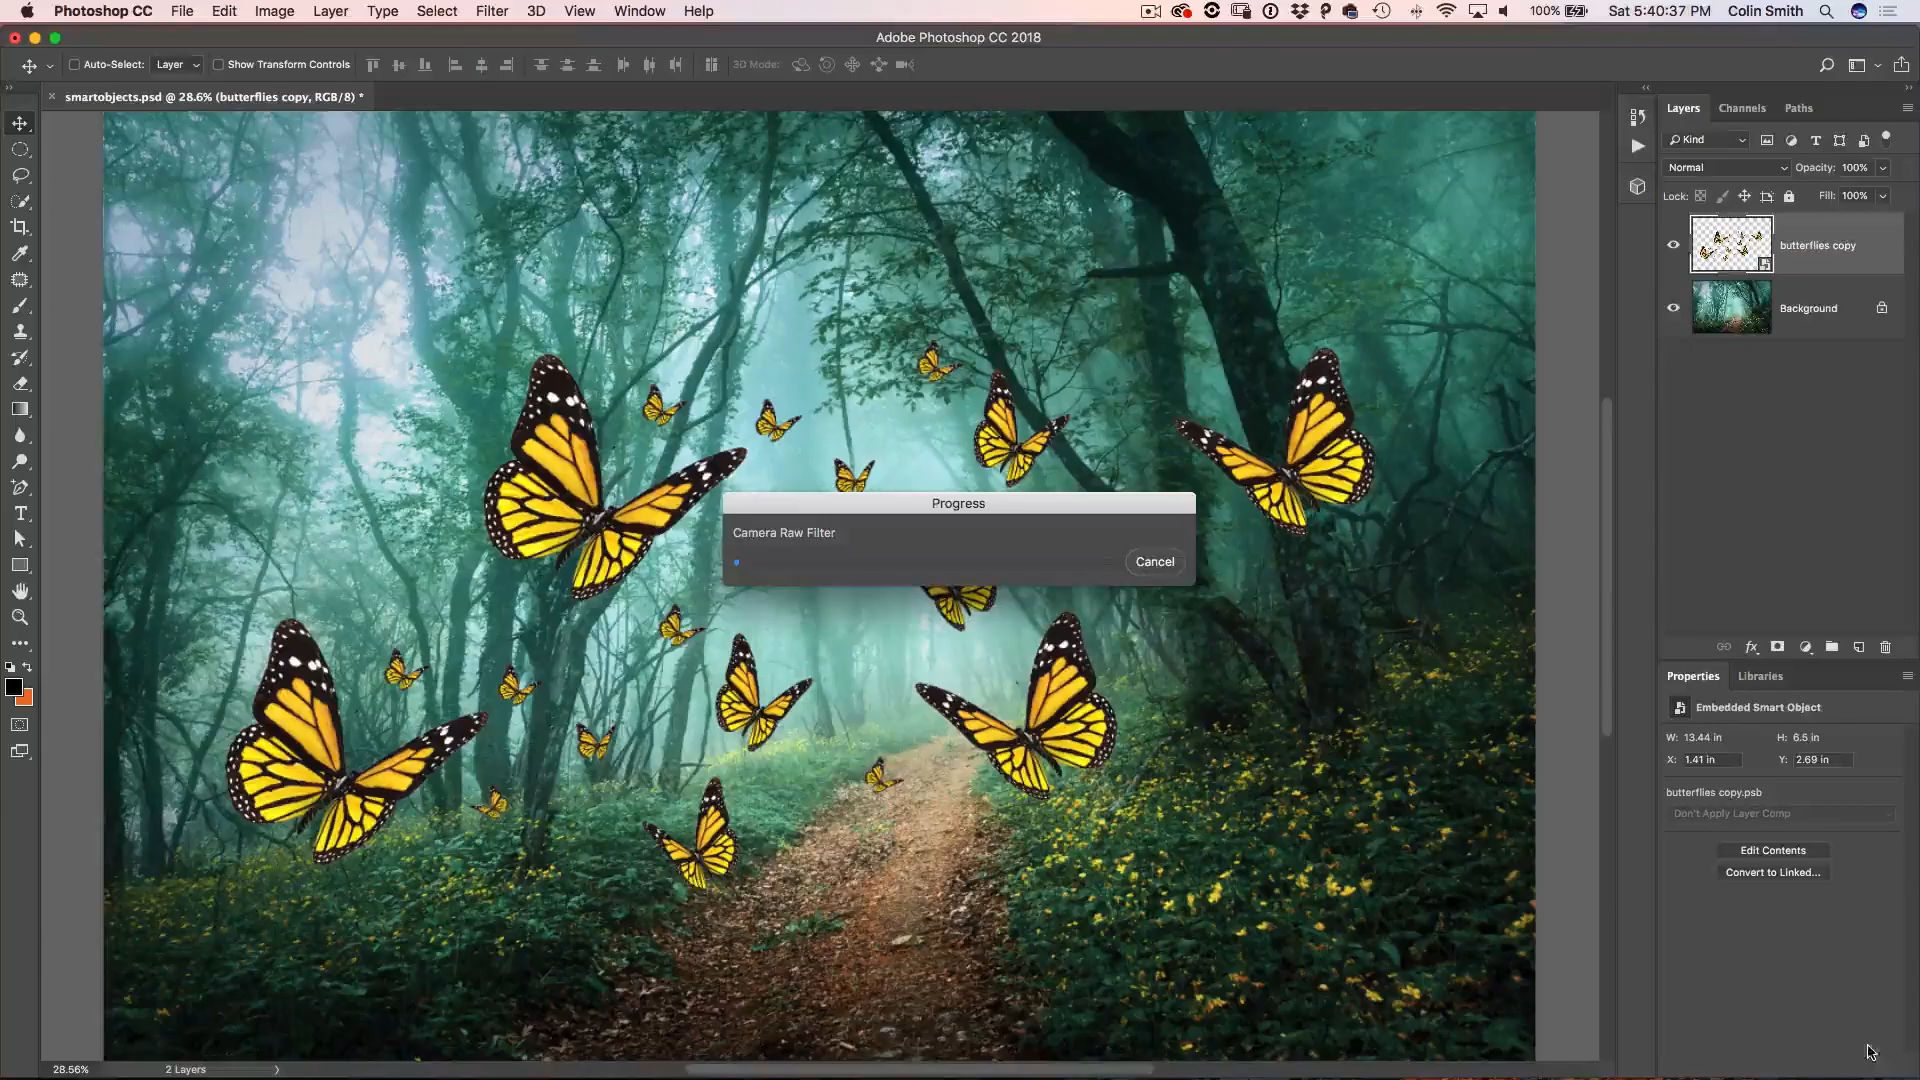 Photoshop CC File Edit Image Layer Type Select Filter 3D View Window Help 100% Sat 5:40:37 PM Colin Smith
Adobe Photoshop CC 2018
Auto-Select: Layer Show Transform Controls 3D Mode:
smartobjects.psd @ 28.6% (butterflies copy, RGB/8) *
Layers Channels Paths
Kind
Normal Opacity: 100%
Lock: Fill: 100%
butterflies copy
Background
Progress
Camera Raw Filter
Cancel
fx
Properties Libraries
Embedded Smart Object
W: 13.44 in H: 6.5 in
X: 1.41 in Y: 2.69 in
butterflies copy.psb
Don't Apply Layer Comp
Edit Contents
Convert to Linked...
28.56% 2 Layers